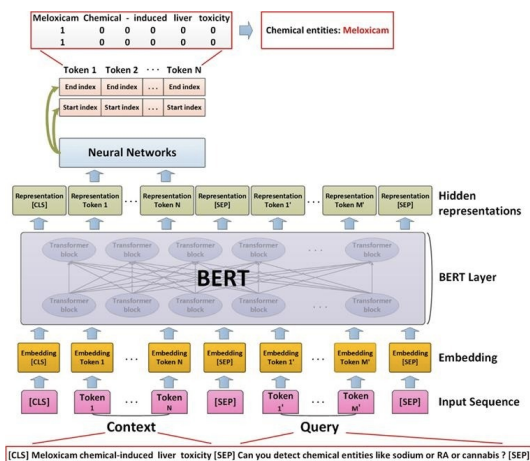 Meloxicam Chemical - induced liver toxicity
1 0 0 0 0 0
1 0 0 0 0 0
Chemical entities: Meloxicam
Token 1 Token 2 ... Token N
End index End index ... End index
Start index Start index ... Start index
Neural Networks
Representation [CLS] Representation Token 1 ... Representation Token N Representation [SEP] Representation Token 1' ... Representation Token M' Representation [SEP]
Hidden representations
Transformer block Transformer block Transformer block Transformer block Transformer block ... Transformer block
BERT
Transformer block Transformer block Transformer block Transformer block Transformer block ... Transformer block
BERT Layer
Embedding [CLS] Embedding Token 1 ... Embedding Token N Embedding [SEP] Embedding Token 1' ... Embedding Token M' Embedding [SEP]
Embedding
[CLS] Token 1 ... Token N [SEP] Token 1' ... Token M' [SEP]
Input Sequence
Context Query
[CLS] Meloxicam chemical-induced liver toxicity [SEP] Can you detect chemical entities like sodium or RA or cannabis ? [SEP]